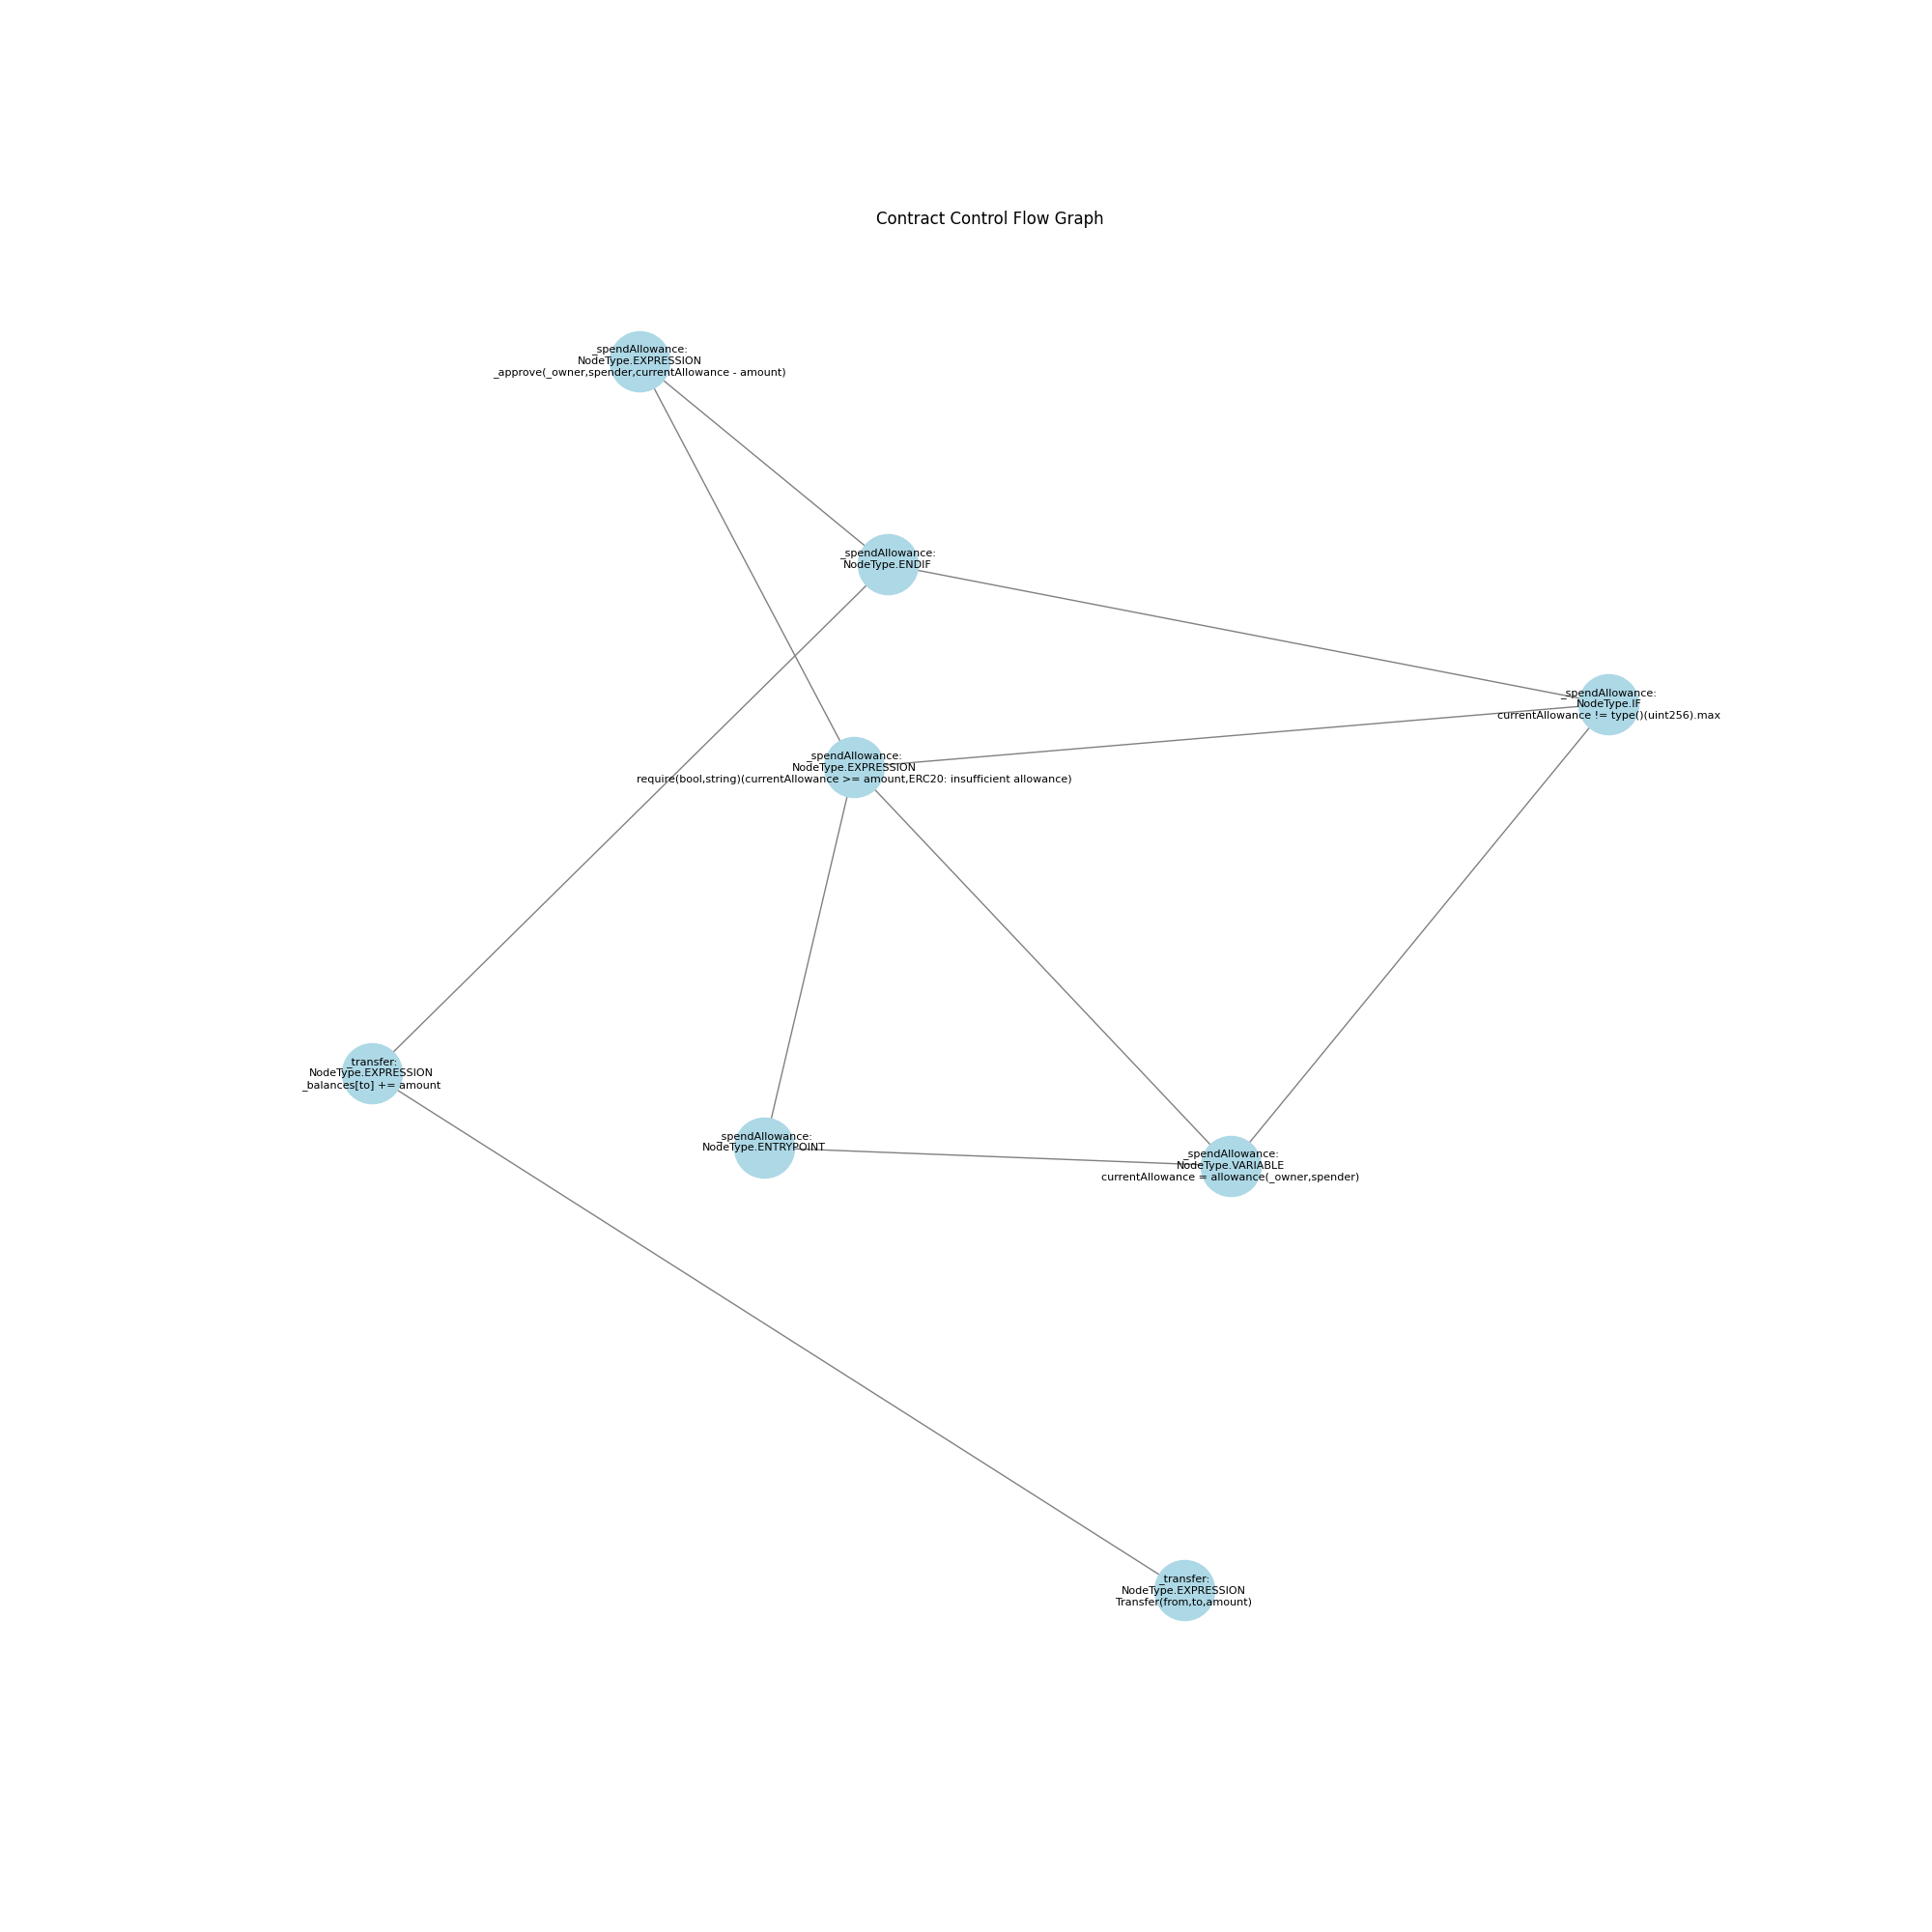 Contract Control Flow Graph
_spendAllowance:
NodeType.EXPRESSION
_approve(_owner,spender,currentAllowance - amount)
_spendAllowance:
NodeType.ENDIF
_spendAllowance:
NodeType.IF
currentAllowance != type()(uint256).max
_spendAllowance:
NodeType.EXPRESSION
require(bool,string)(currentAllowance >= amount,ERC20: insufficient allowance)
_transfer:
NodeType.EXPRESSION
_balances[to] += amount
_spendAllowance:
NodeType.ENTRYPOINT
_spendAllowance:
NodeType.VARIABLE
currentAllowance = allowance(_owner,spender)
_transfer:
NodeType.EXPRESSION
Transfer(from,to,amount)